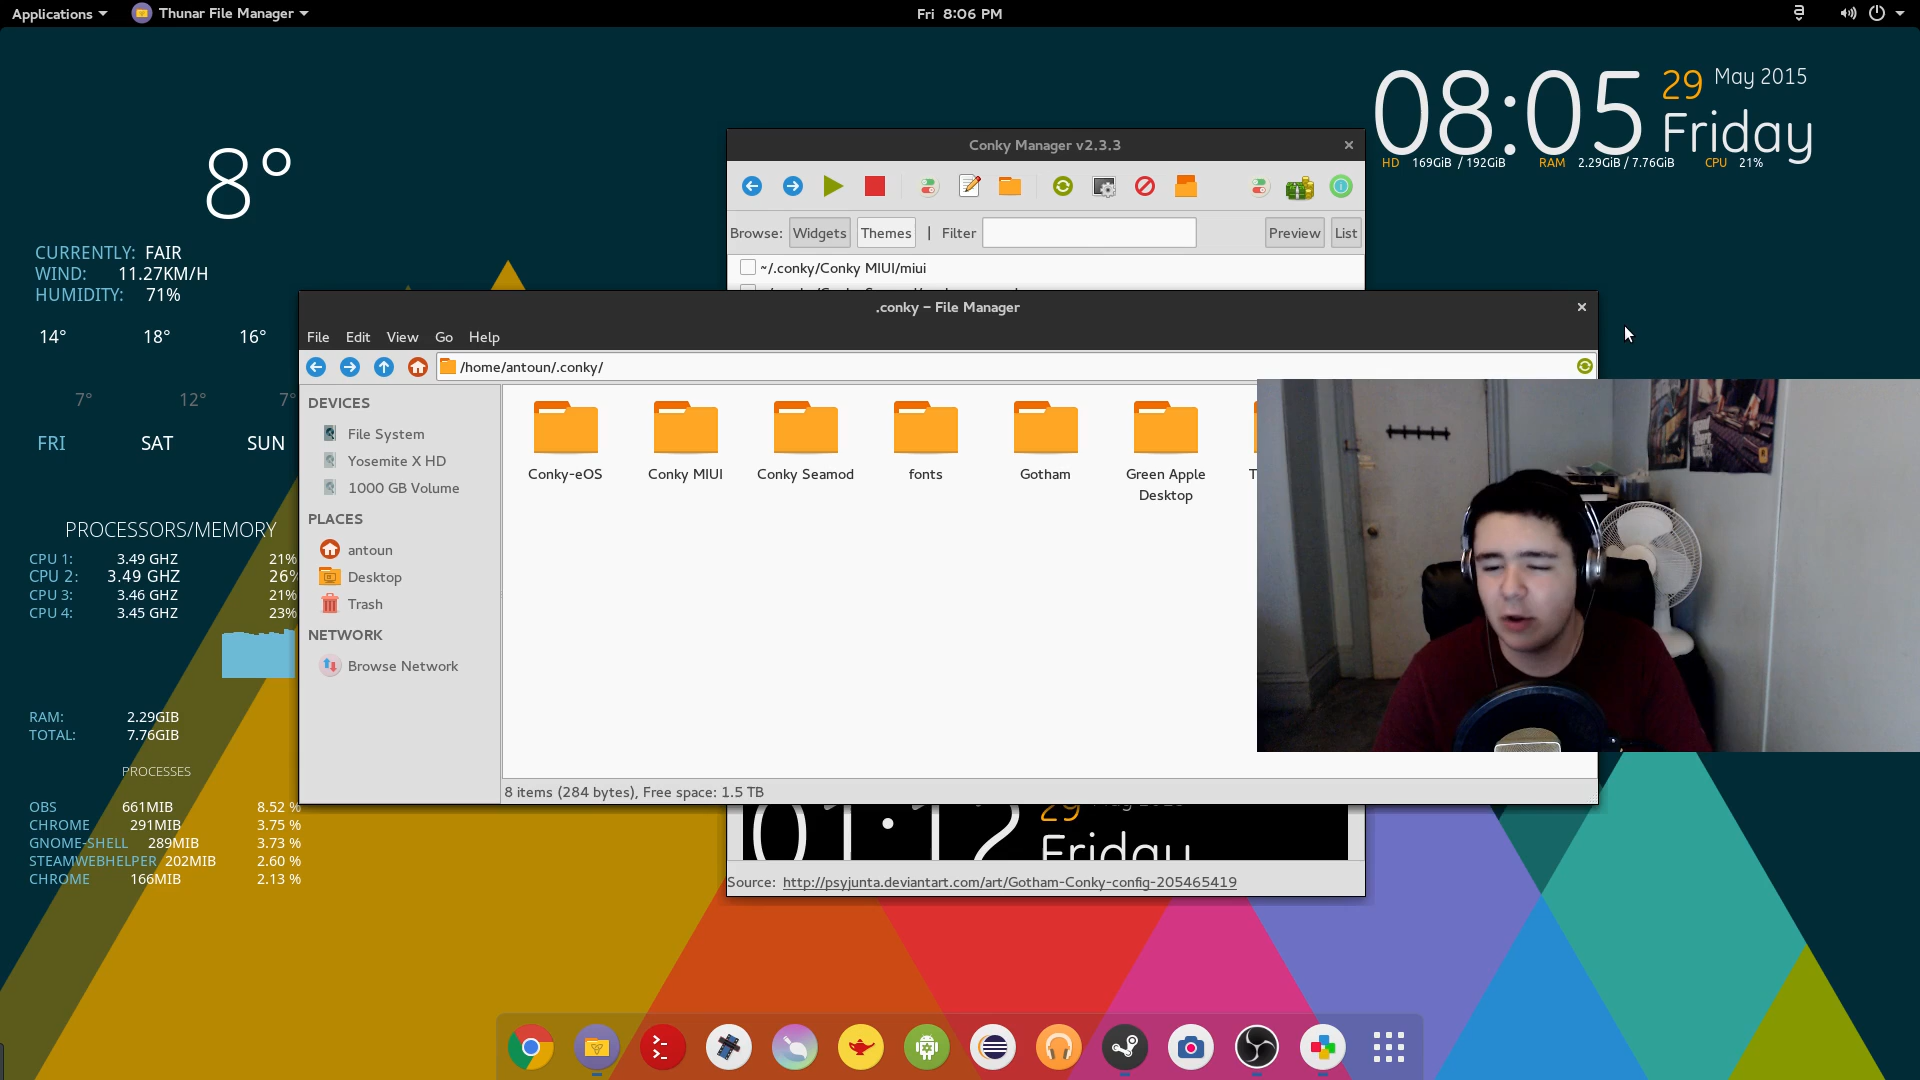 Applications
Thunar File Manager
Fri 8:06 PM
08:05
29 May 2015
Friday
HD 169GiB / 192GiB RAM 2.29GiB / 7.76GiB CPU 21%
8°
CURRENTLY: FAIR
WIND: 11.27KM/H
HUMIDITY: 71%
14° 18° 16°
7° 12° 7°
FRI SAT SUN
PROCESSORS/MEMORY
CPU 1: 3.49 GHZ 21%
CPU 2: 3.49 GHZ 26%
CPU 3: 3.46 GHZ 21%
CPU 4: 3.45 GHZ 23%
RAM: 2.29GIB
TOTAL: 7.76GIB
PROCESSES
OBS 661MIB 8.52 %
CHROME 291MIB 3.75 %
GNOME-SHELL 289MIB 3.73 %
STEAMWEBHELPER 202MIB 2.60 %
CHROME 166MIB 2.13 %
Conky Manager v2.3.3
Browse: Widgets Themes | Filter Preview List
~/.conky/Conky MIUI/miui
.conky – File Manager
File Edit View Go Help
/home/antoun/.conky/
DEVICES
File System
Yosemite X HD
1000 GB Volume
PLACES
antoun
Desktop
Trash
NETWORK
Browse Network
Conky-eOS
Conky MIUI
Conky Seamod
fonts
Gotham
Green Apple
Desktop
8 items (284 bytes), Free space: 1.5 TB
29
Friday
Source: http://psyjunta.deviantart.com/art/Gotham-Conky-config-205465419